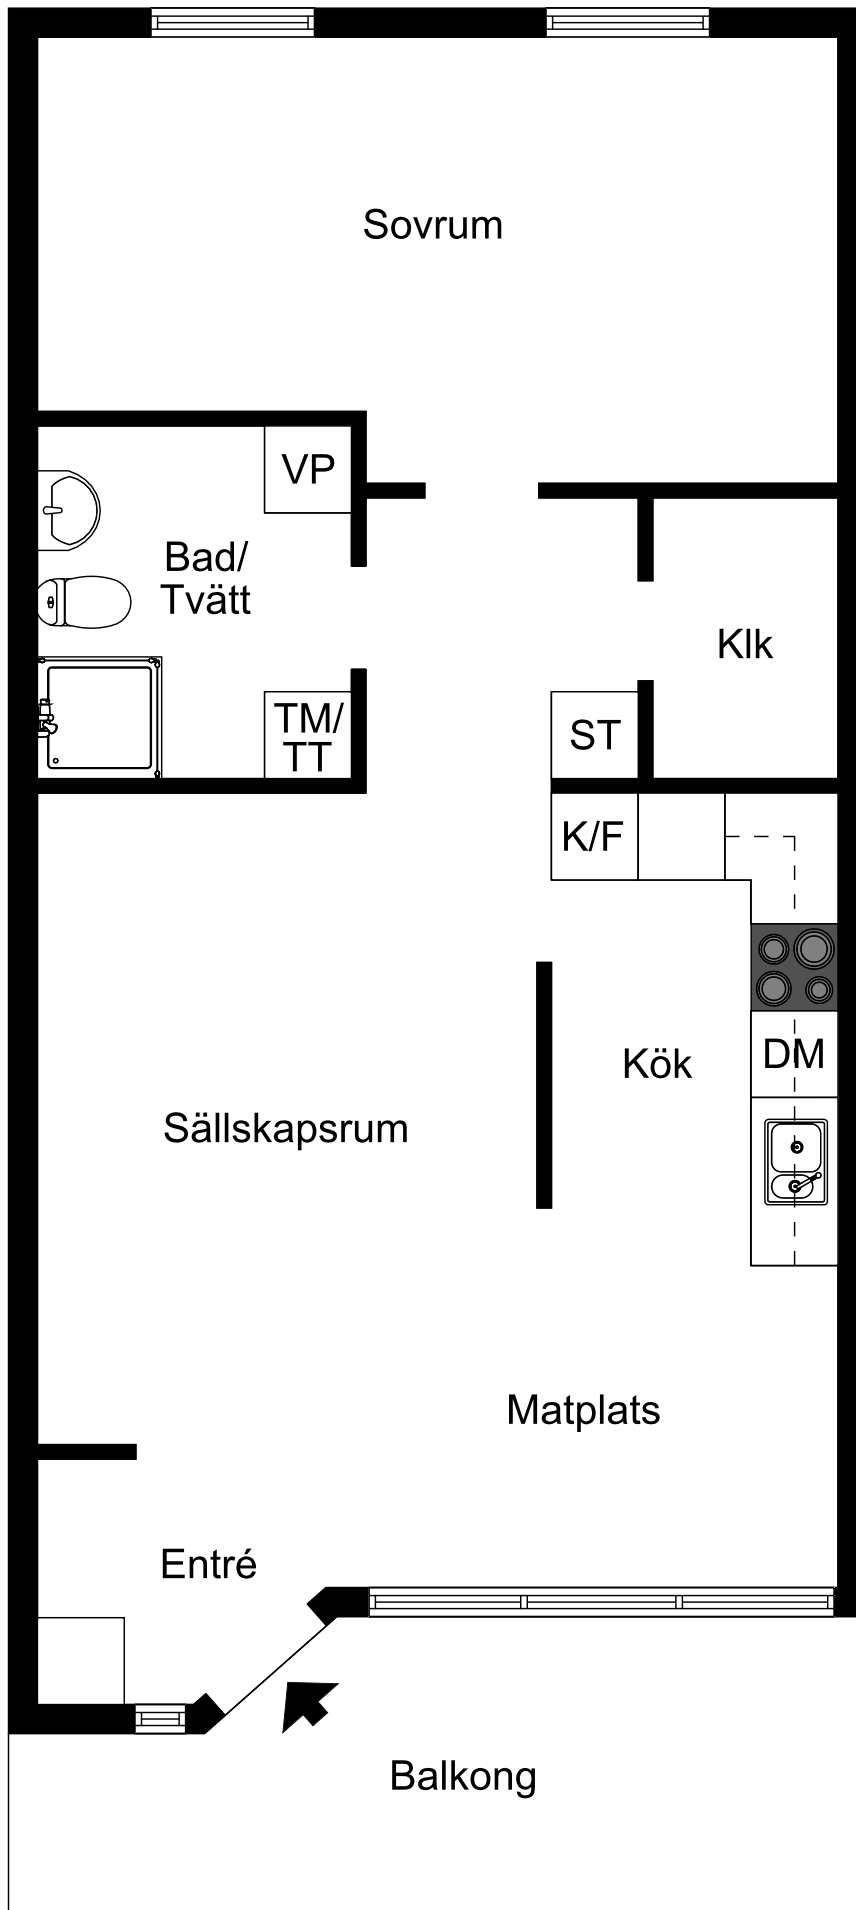 Sovrum
VP
Bad/
Tvätt
Klk
TM/
TT
ST
K/F
Kök
DM
Sällskapsrum
Matplats
Entré
Balkong